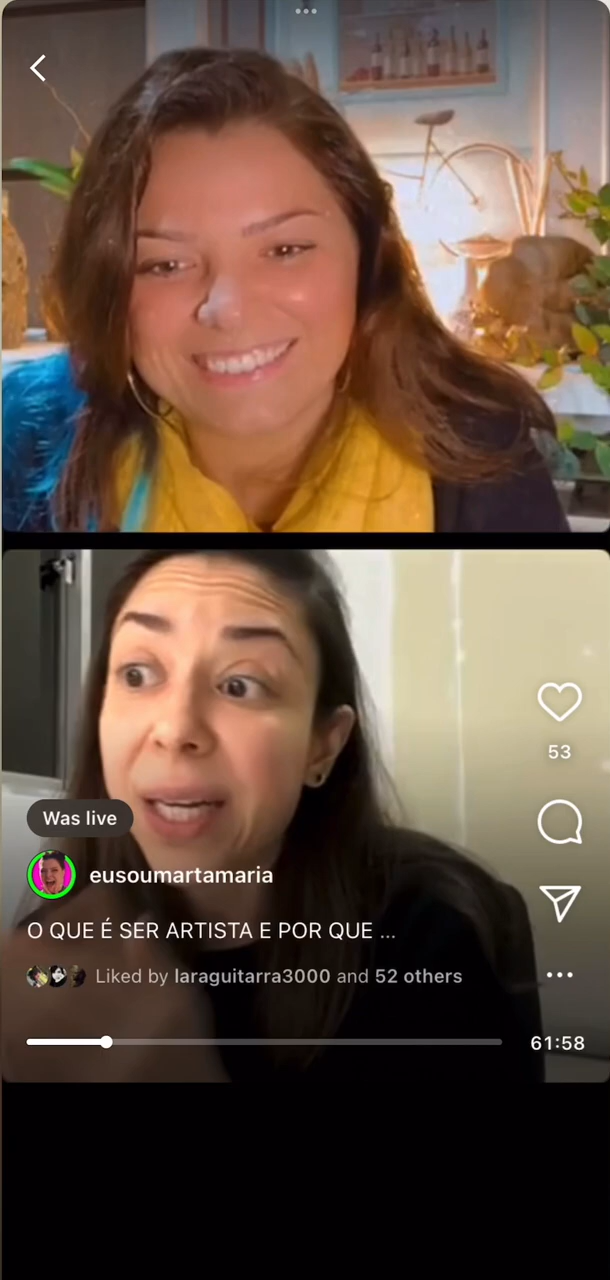 53
Was live
eusoumartamaria
O QUE É SER ARTISTA E POR QUE ...
Liked by laraguitarra3000 and 52 others
61:58